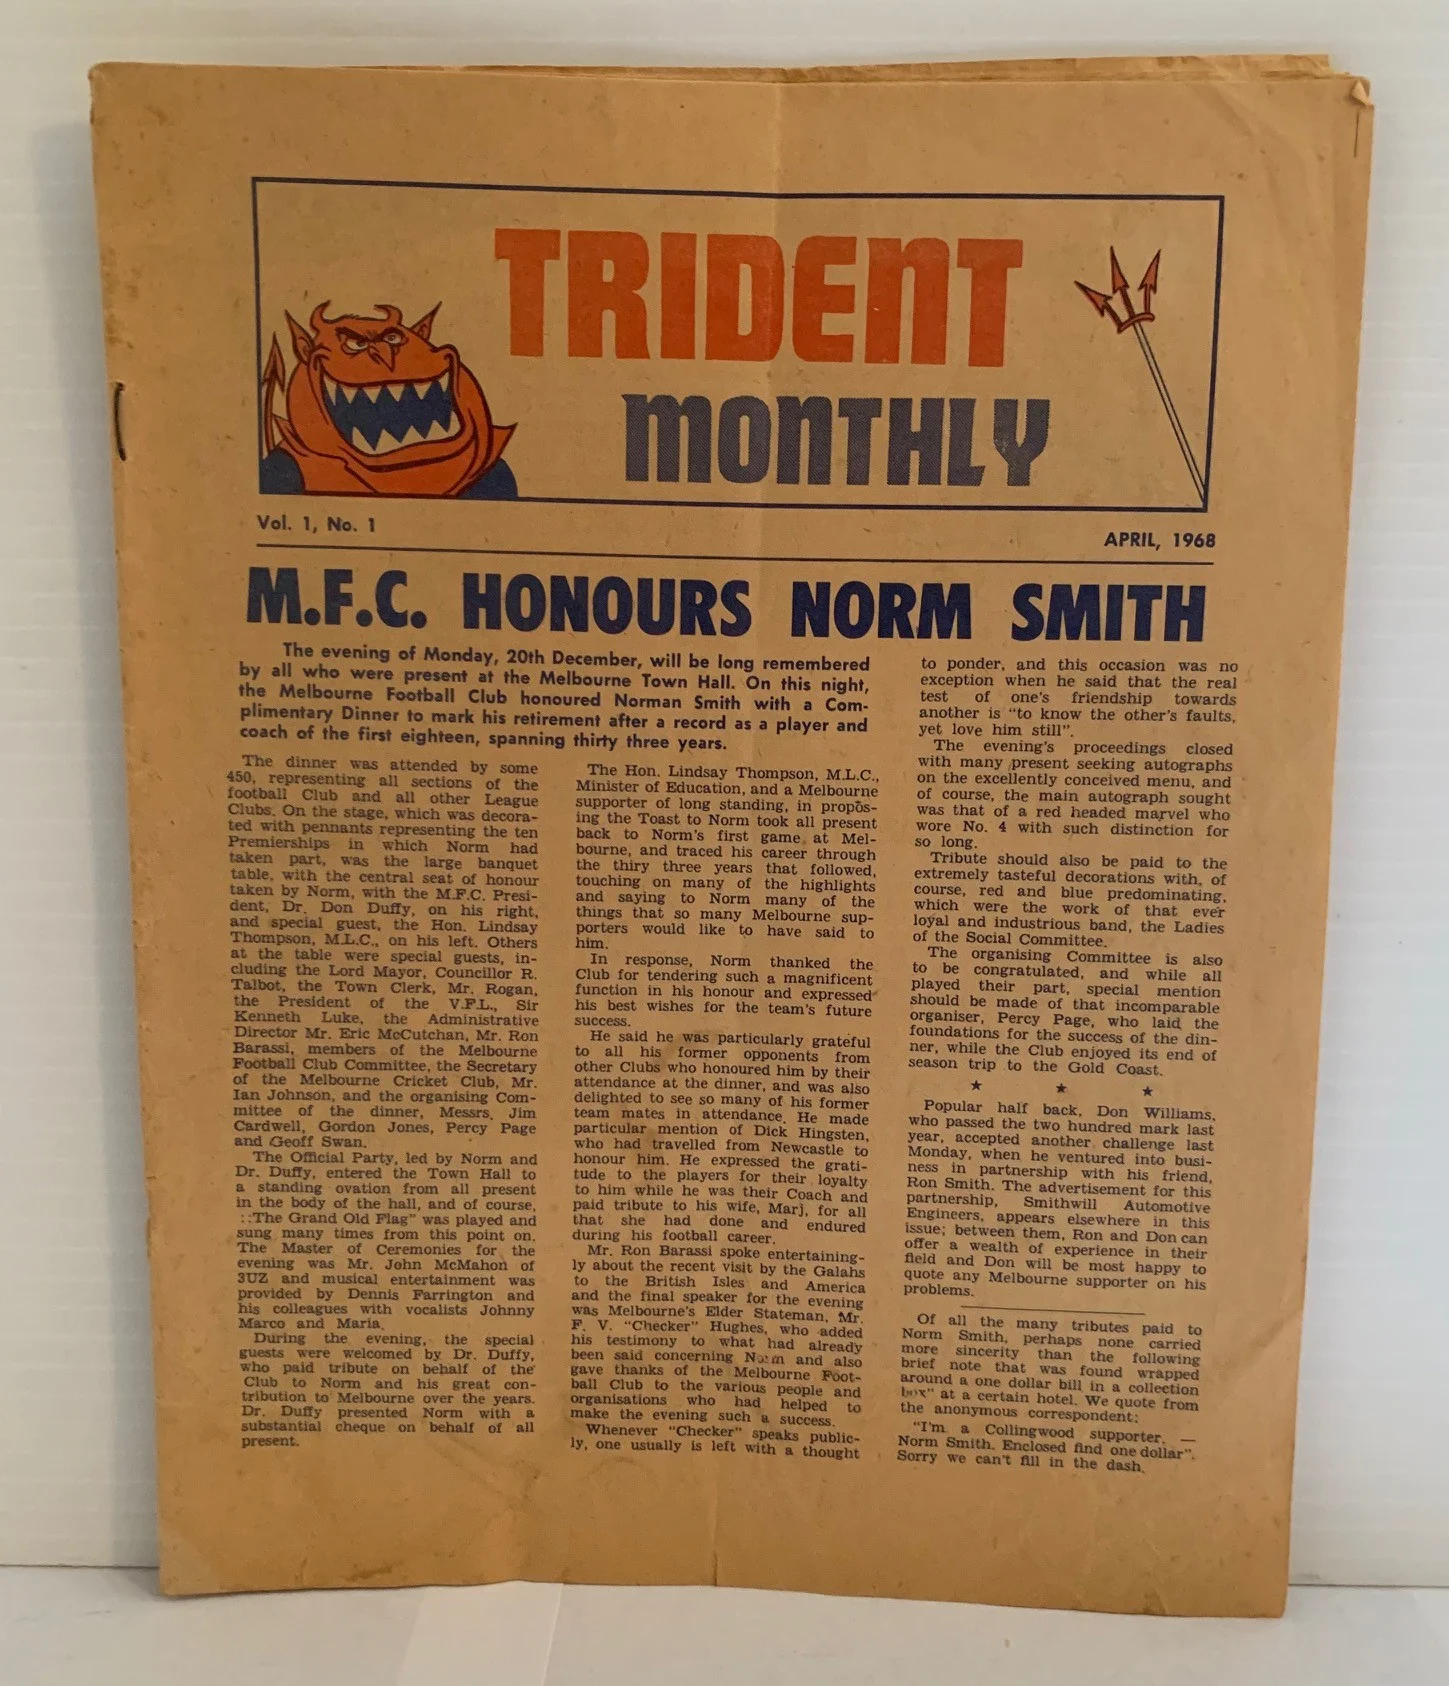 TRIDENT
MONTHLY
Vol. 1, No. 1
APRIL, 1968
M.F.C. HONOURS NORM SMITH
The evening of Monday, 20th December, will be long remembered
by all who were present at the Melbourne Town Hall. On this night,
the Melbourne Football Club honoured Norman Smith with a Com-
plimentary Dinner to mark his retirement after a record as a player and
coach of the first eighteen, spanning thirty three years.
The dinner was attended by some
450, representing all sections of the
football Club and all other League
Clubs. On the stage, which was decora-
ted with pennants representing the ten
Premierships in which Norm had
taken part, was the large banquet
table, with the central seat of honour
taken by Norm, with the M.F.C. Presi-
dent, Dr. Don Duffy, on his right,
and special guest, the Hon. Lindsay
Thompson, M.L.C., on his left. Others
at the table were special guests, in-
cluding the Lord Mayor, Councillor R.
Talbot, the Town Clerk, Mr. Rogan,
the President of the V.F.L., Sir
Kenneth Luke, the Administrative
Director Mr. Eric McCutchan, Mr. Ron
Barassi, members of the Melbourne
Football Club Committee, the Secretary
of the Melbourne Cricket Club, Mr.
Ian Johnson, and the organising Com-
mittee of the dinner, Messrs. Jim
Cardwell, Gordon Jones, Percy Page
and Geoff Swan.
The Official Party, led by Norm and
Dr. Duffy, entered the Town Hall to
a standing ovation from all present
in the body of the hall, and of course,
::The Grand Old Flag" was played and
sung many times from this point on.
The Master of Ceremonies for the
evening was Mr. John McMahon of
3UZ and musical entertainment was
provided by Dennis Farrington and
his colleagues with vocalists Johnny
Marco and Maria.
During the evening, the special
guests were welcomed by Dr. Duffy,
who paid tribute on behalf of the
Club to Norm and his great con-
tribution to Melbourne over the years.
Dr. Duffy presented Norm with a
substantial cheque on behalf of all
present.
The Hon. Lindsay Thompson, M.L.C.,
Minister of Education, and a Melbourne
supporter of long standing, in propos-
ing the Toast to Norm took all present
back to Norm's first game at Mel-
bourne, and traced his career through
the thiry three years that followed,
touching on many of the highlights
and saying to Norm many of the
things that so many Melbourne sup-
porters would like to have said to
him.
In response, Norm thanked the
Club for tendering such a magnificent
function in his honour and expressed
his best wishes for the team's future
success.
He said he was particularly grateful
to all his former opponents from
other Clubs who honoured him by their
attendance at the dinner, and was also
delighted to see so many of his former
team mates in attendance. He made
particular mention of Dick Hingsten,
who had travelled from Newcastle to
honour him. He expressed the grati-
tude to the players for their loyalty
to him while he was their Coach and
paid tribute to his wife, Marj, for all
that she had done and endured
during his football career.
Mr. Ron Barassi spoke entertaining-
ly about the recent visit by the Galahs
to the British Isles and America
and the final speaker for the evening
was Melbourne's Elder Stateman, Mr.
F. V. "Checker" Hughes, who added
his testimony to what had already
been said concerning Norm and also
gave thanks of the Melbourne Foot-
ball Club to the various people and
organisations who had helped to
make the evening such a success.
Whenever "Checker" speaks public-
ly, one usually is left with a thought
to ponder, and this occasion was no
exception when he said that the real
test of one's friendship towards
another is "to know the other's faults,
yet love him still".
The evening's proceedings closed
with many present seeking autographs
on the excellently conceived menu, and
of course, the main autograph sought
was that of a red headed marvel who
wore No. 4 with such distinction for
so long.
Tribute should also be paid to the
extremely tasteful decorations with, of
course, red and blue predominating,
which were the work of that ever
loyal and industrious band, the Ladies
of the Social Committee.
The organising Committee is also
to be congratulated, and while all
played their part, special mention
should be made of that incomparable
organiser, Percy Page, who laid the
foundations for the success of the din-
ner, while the Club enjoyed its end of
season trip to the Gold Coast.
★ ★ ★
Popular half back, Don Williams,
who passed the two hundred mark last
year, accepted another challenge last
Monday, when he ventured into busi-
ness in partnership with his friend,
Ron Smith. The advertisement for this
partnership, Smithwill Automotive
Engineers, appears elsewhere in this
issue; between them, Ron and Don can
offer a wealth of experience in their
field and Don will be most happy to
quote any Melbourne supporter on his
problems.
Of all the many tributes paid to
Norm Smith, perhaps none carried
more sincerity than the following
brief note that was found wrapped
around a one dollar bill in a collection
box" at a certain hotel. We quote from
the anonymous correspondent:
"I'm a Collingwood supporter. —
Norm Smith. Enclosed find one dollar".
Sorry we can't fill in the dash.